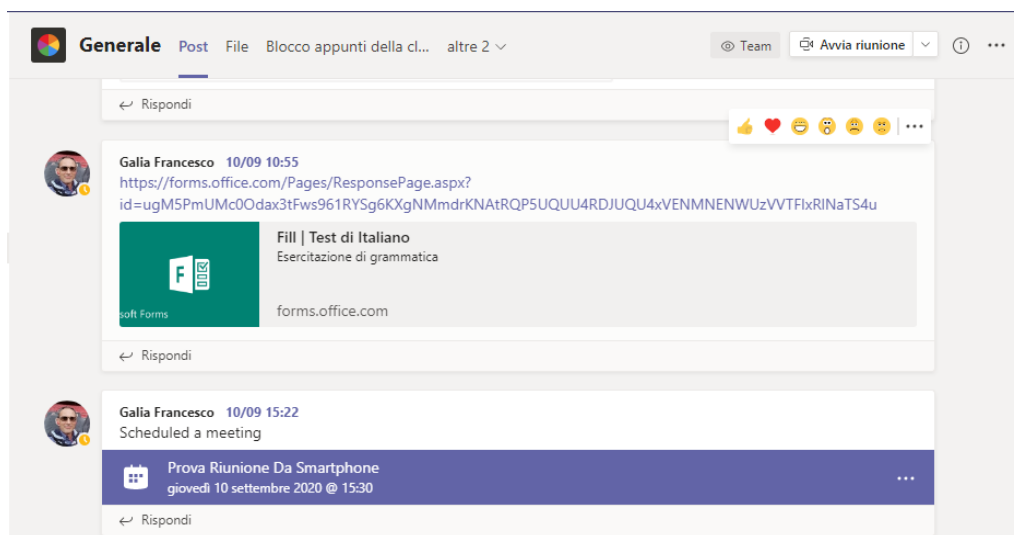 Generale Post File Blocco appunti della cl... altre 2 Team Avvia riunione
Rispondi
Galia Francesco 10/09 10:55
https://forms.office.com/Pages/ResponsePage.aspx?
id=ugM5PmUMc0Odax3tFws961RYSg6KXgNMmdrKNAtRQP5UQUU4RDJUQU4xVENMNENWUzVVTFlxRlNaTS4u
Fill | Test di Italiano
Esercitazione di grammatica
soft Forms
forms.office.com
Rispondi
Galia Francesco 10/09 15:22
Scheduled a meeting
Prova Riunione Da Smartphone
giovedì 10 settembre 2020 @ 15:30
Rispondi